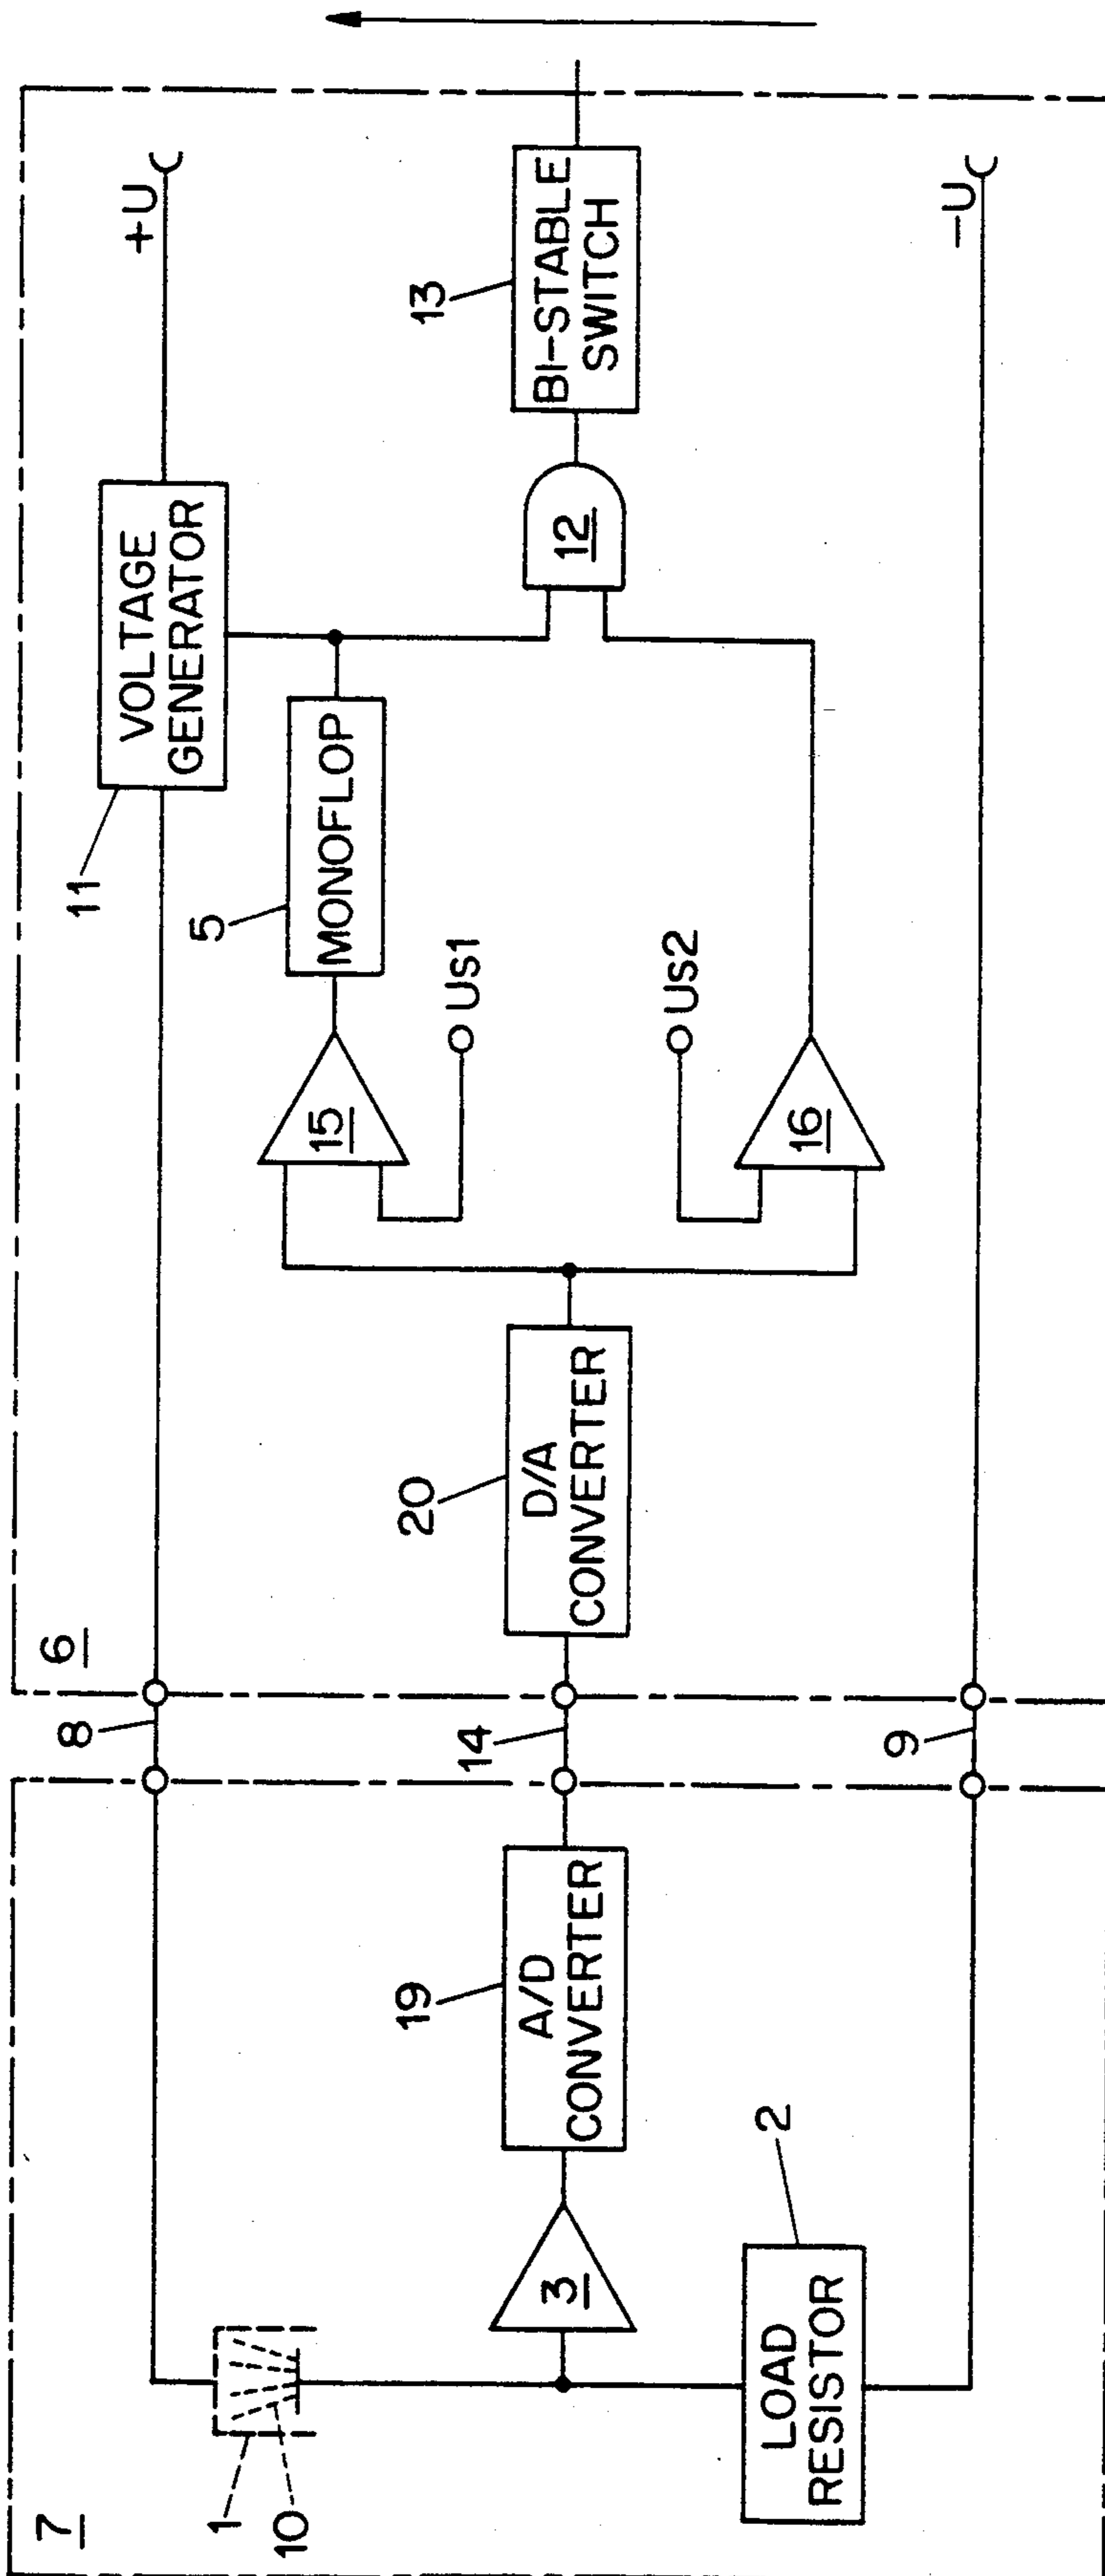 7
6
1
10
LOAD
RESISTOR
2
3
A/D
CONVERTER
19
8
14
9
D/A
CONVERTER
20
15
Us1
16
Us2
MONOFLOP
5
VOLTAGE
GENERATOR
11
12
BI-STABLE
SWITCH
13
+U
-U